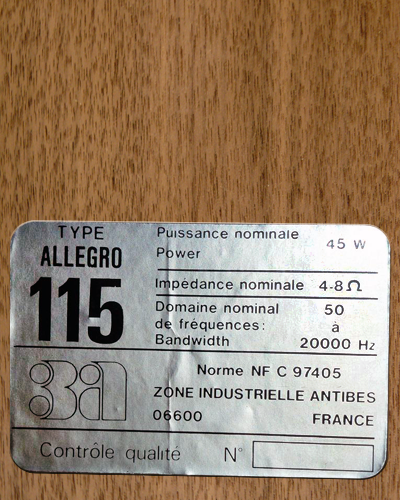 TYPE
ALLEGRO
115
Puissance nominale
Power
45 W
Impédance nominale 4-8Ω
Domaine nominal
de fréquences:
Bandwidth
50
à
20000 Hz
3a
Norme NF C 97405
ZONE INDUSTRIELLE ANTIBES
06600 FRANCE
Contrôle qualité N°